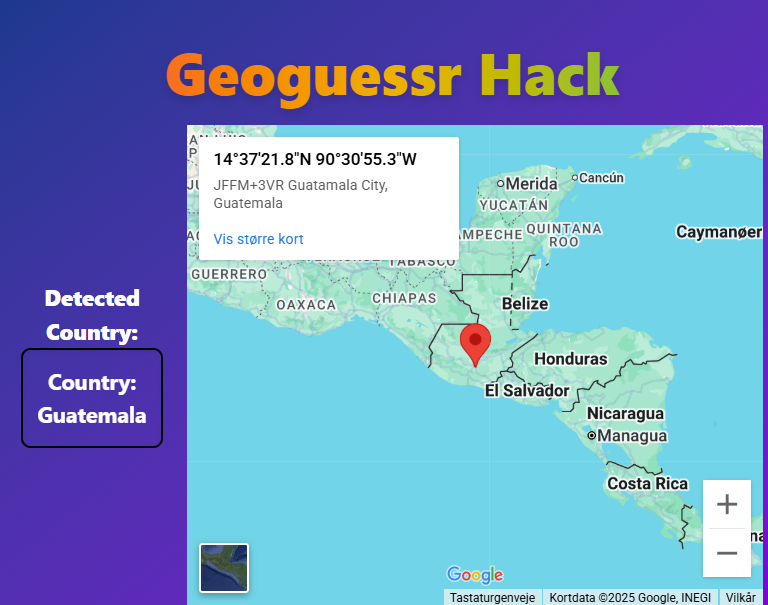 Geoguessr Hack
14°37'21.8"N 90°30'55.3"W
JFFM+3VR Guatamala City,
Guatemala
Vis større kort
Merida
Cancún
YUCATÁN
QUINTANA
ROO
Caymanøer
GUERRERO
TABASCO
OAXACA
CHIAPAS
Belize
Detected
Country:
Country:
Guatemala
Honduras
El Salvador
Nicaragua
Managua
Costa Rica
Google
Tastaturgenveje
Kortdata ©2025 Google, INEGI
Vilkår